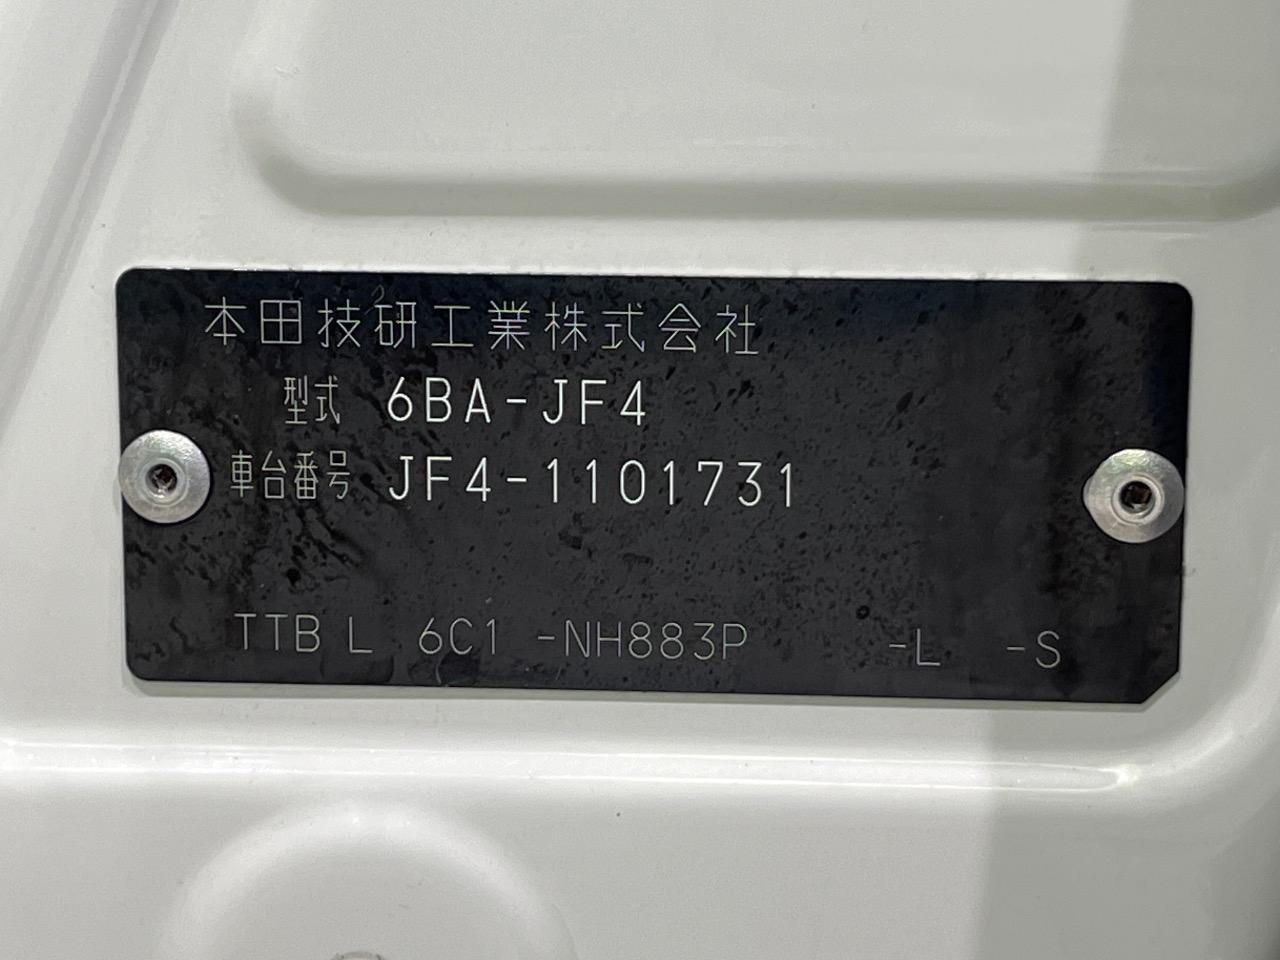 本田技研工業株式会社
型式 6BA-JF4
車台番号 JF4-1101731
TTB L 6C1 -NH883P -L -S